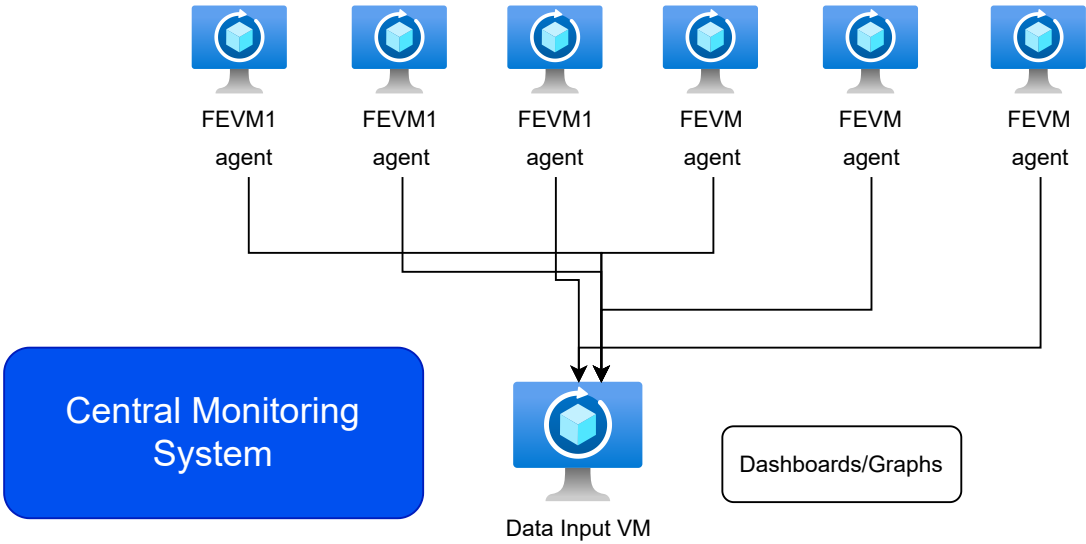 FEVM1
FEVM1
FEVM1
FEVM
FEVM
FEVM
agent
agent
agent
agent
agent
agent
Central Monitoring
System
Dashboards/Graphs
Data Input VM